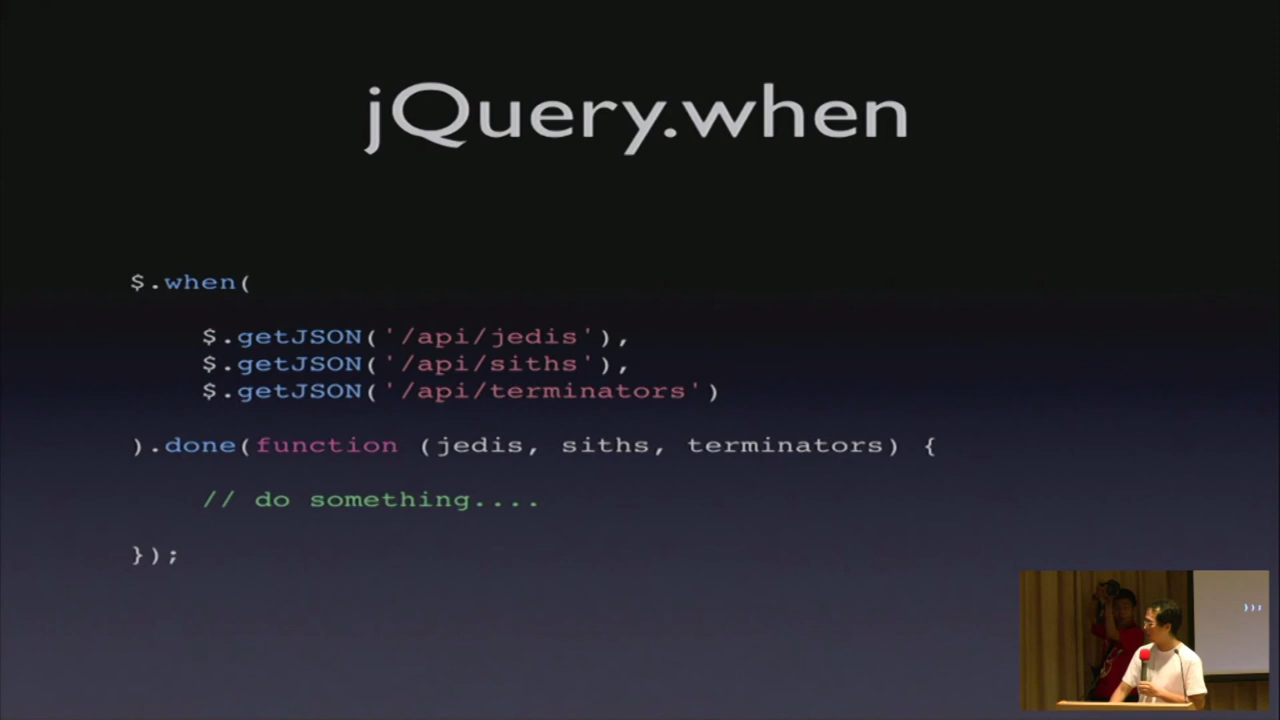 jQuery.when
$.when(
$.getJSON('/api/jedis'),
$.getJSON('/api/siths'),
$.getJSON('/api/terminators')
).done(function (jedis, siths, terminators) {
// do something....
});